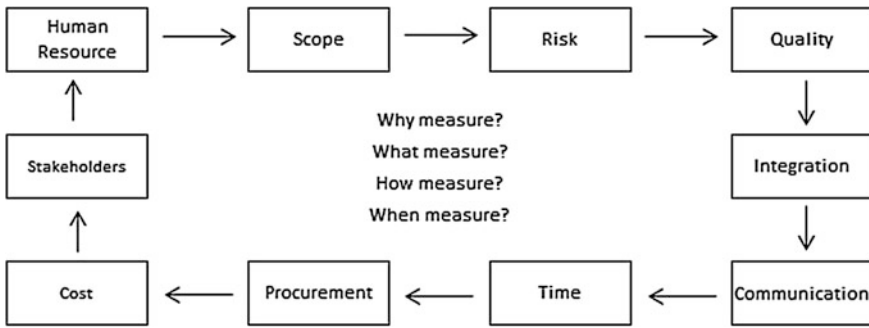 Human
Resource
Scope
Risk
Quality
Why measure?
What measure?
How measure?
When measure?
Stakeholders
Integration
Cost
Procurement
Time
Communication